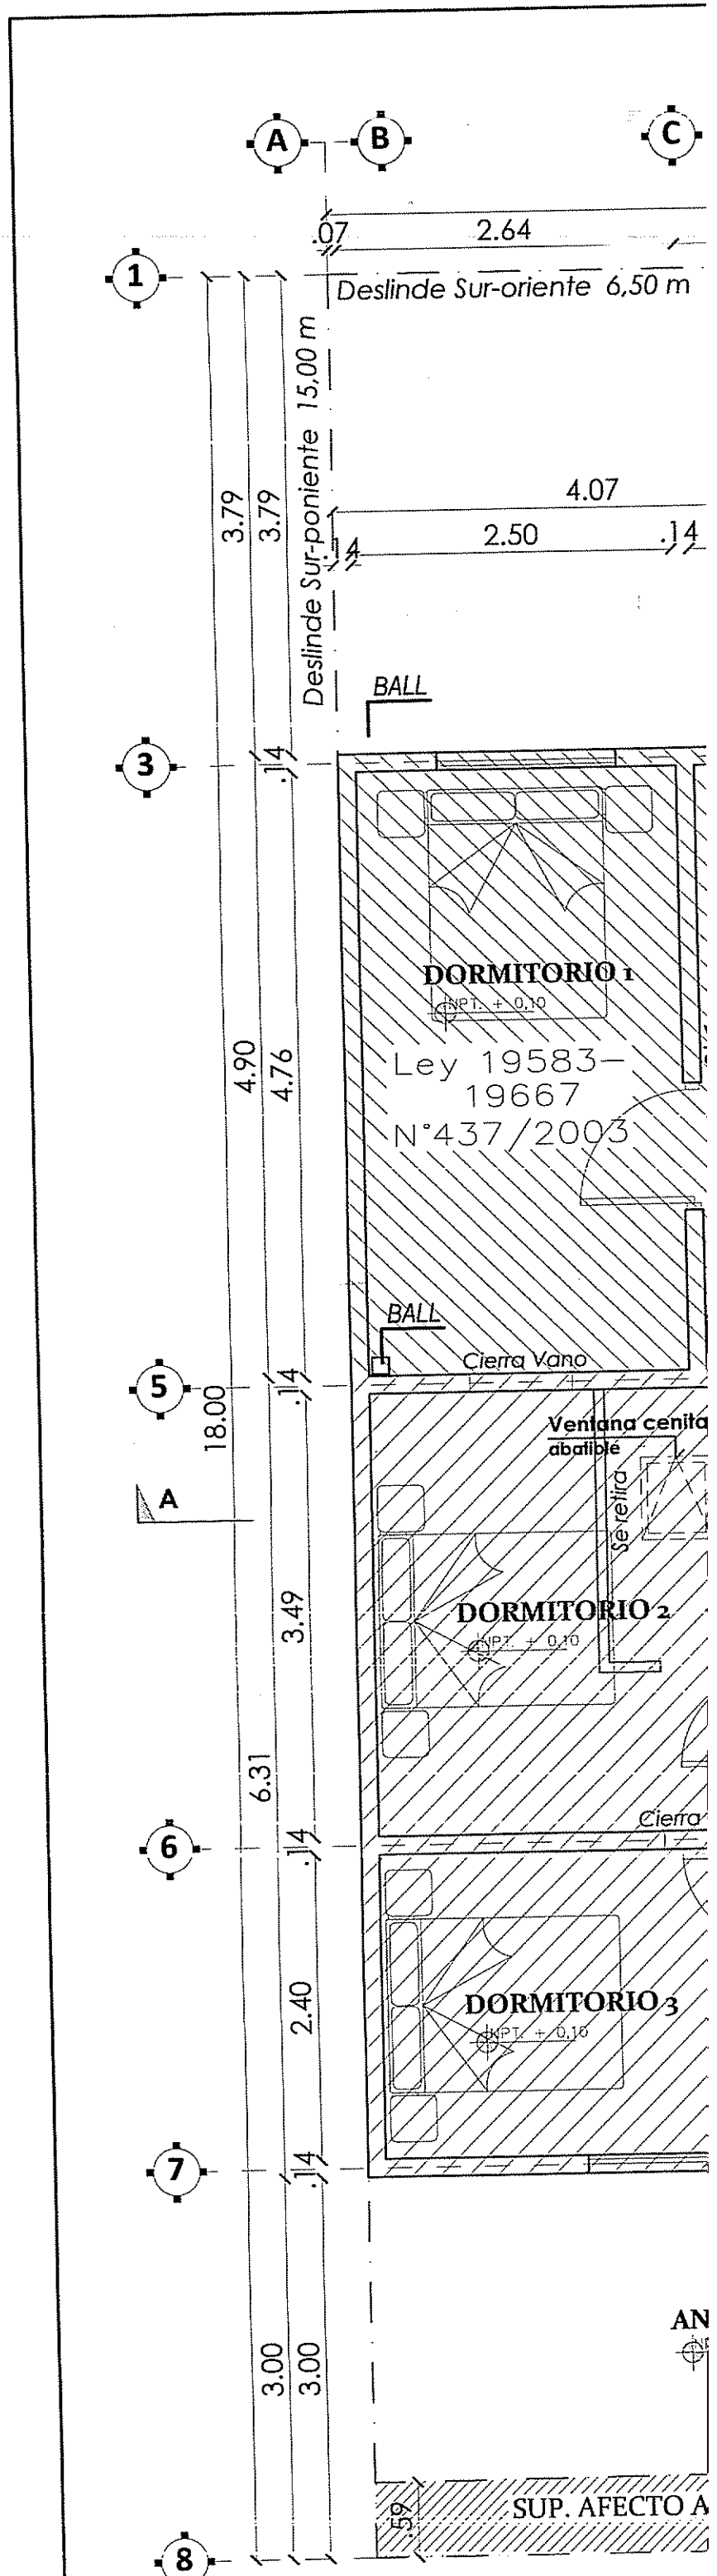 A B C
.07 2.64
1
Deslinde Sur-oriente 6,50 m
Deslinde Sur-poniente 15,00 m
3.79 3.79
4.07
.14 2.50 .14
BALL
3
.14
DORMITORIO 1
NPT. + 0,10
Ley 19583-
19667
N°437/2003
4.90 4.76
BALL
Cierra Vano
5
.14
18.00
Ventana cenita
abatible
Se retira
A
3.49
DORMITORIO 2
NPT. + 0,10
6.31
Cierra
6
.14
DORMITORIO 3
NPT. + 0,10
2.40
7
.14
AN
3.00 3.00
.59
SUP. AFECTO A
8